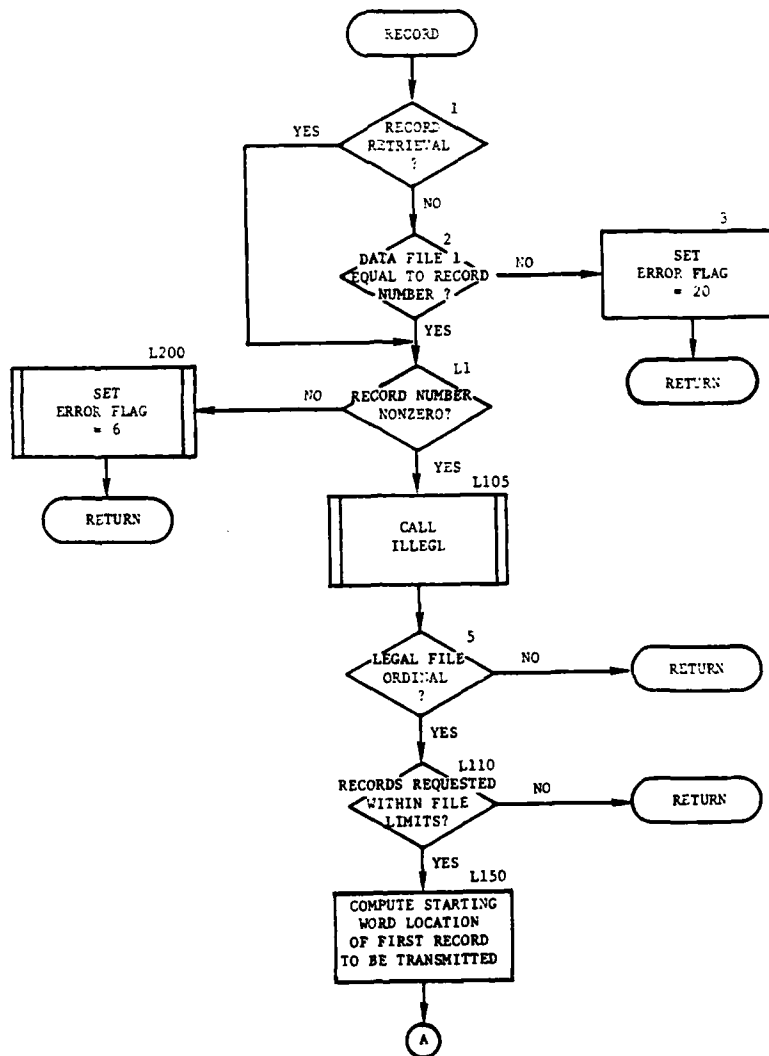 RECORD
1
YES
RECORD
RETRIEVAL
?
NO
2
DATA FILE 1
EQUAL TO RECORD
NUMBER ?
NO
3
SET
ERROR FLAG
= 20
YES
RETURN
L200
SET
ERROR FLAG
= 6
NO
L1
RECORD NUMBER
NONZERO?
YES
RETURN
L105
CALL
ILLEGL
5
LEGAL FILE
ORDINAL
?
NO
RETURN
YES
L110
RECORDS REQUESTED
WITHIN FILE
LIMITS?
NO
RETURN
YES
L150
COMPUTE STARTING
WORD LOCATION
OF FIRST RECORD
TO BE TRANSMITTED
A